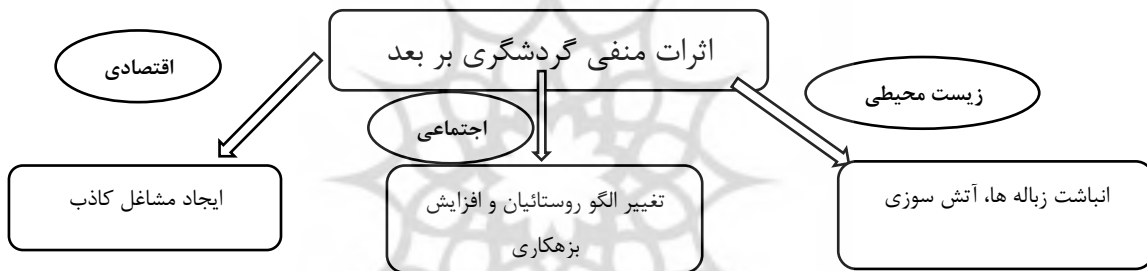 اثرات منفی گردشگری بر بعد
زیست محیطی
اجتماعی
اقتصادی
انباشت زباله ها، آتش سوزی
تغییر الگو روستائیان و افزایش
بزهکاری
ایجاد مشاغل کاذب